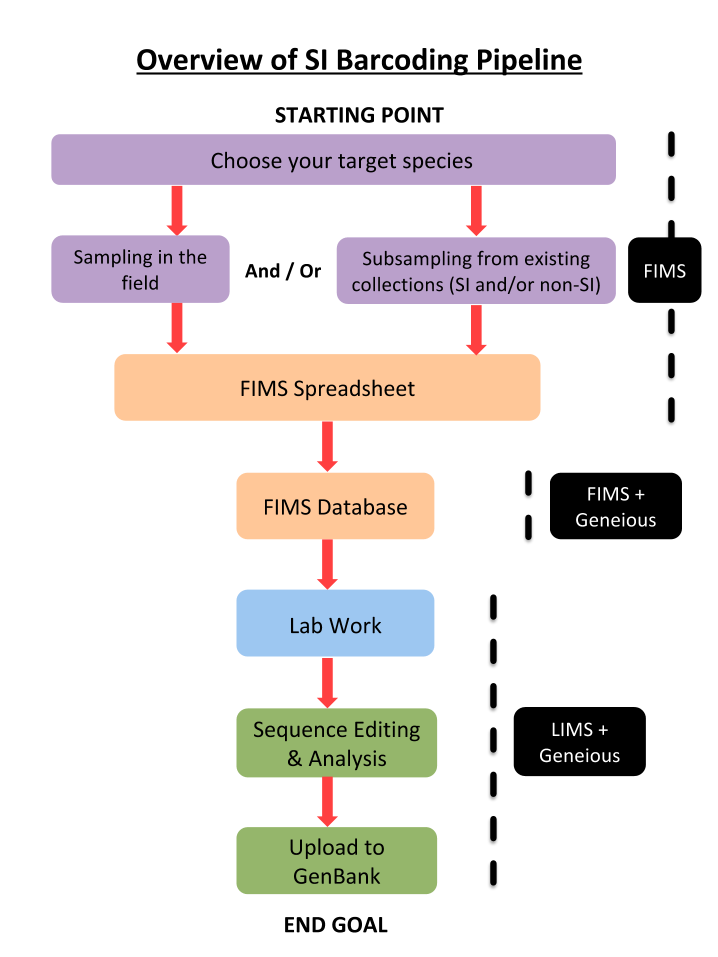 Overview of SI Barcoding Pipeline
STARTING POINT
Choose your target species
Sampling in the
field
And / Or
Subsampling from existing
collections (SI and/or non-SI)
FIMS
FIMS Spreadsheet
FIMS Database
FIMS +
Geneious
Lab Work
Sequence Editing
& Analysis
LIMS +
Geneious
Upload to
GenBank
END GOAL